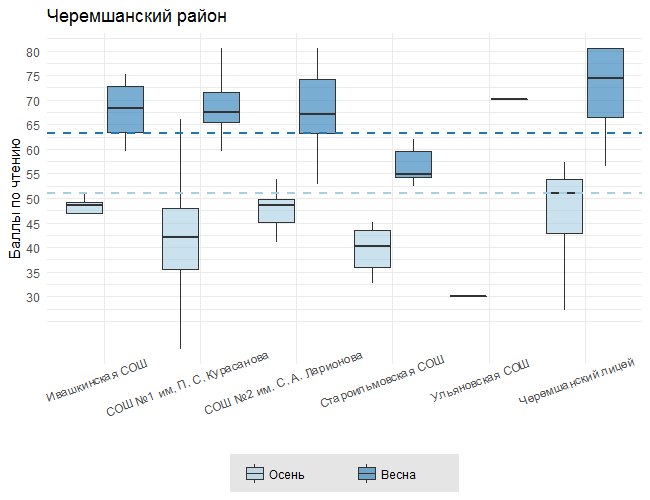 Черемшанский район
Баллы по чтению
80
75
70
65
60
55
50
45
40
35
30
Ивашкинская СОШ
СОШ №1 им. П. С. Курасанова
СОШ №2 им. С. А. Ларионова
Староильмовская СОШ
Ульяновская СОШ
Черемшанский лицей
Осень
Весна